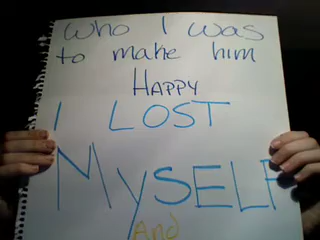 Who I was
to make him
HAPPY
I LOST
MYSELF
And